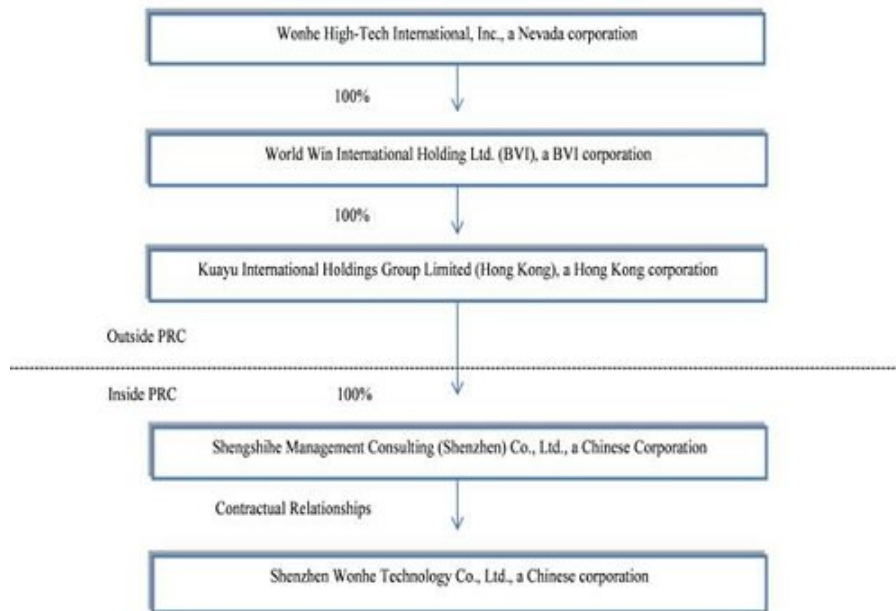 Wonhe High-Tech International, Inc., a Nevada corporation
100%
World Win International Holding Ltd. (BVI), a BVI corporation
100%
Kuayu International Holdings Group Limited (Hong Kong), a Hong Kong corporation
Outside PRC
Inside PRC
100%
Shengshihe Management Consulting (Shenzhen) Co., Ltd., a Chinese Corporation
Contractual Relationships
Shenzhen Wonhe Technology Co., Ltd., a Chinese corporation